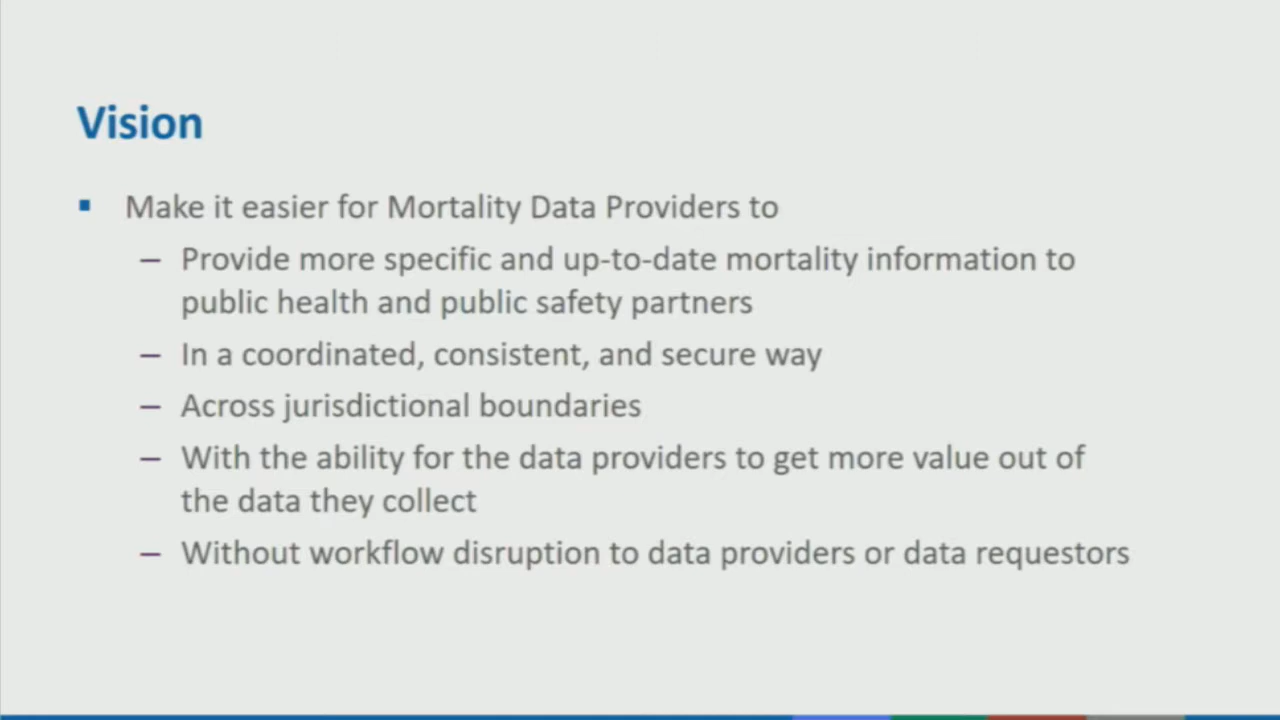 Vision
▪ Make it easier for Mortality Data Providers to
– Provide more specific and up-to-date mortality information to
public health and public safety partners
– In a coordinated, consistent, and secure way
– Across jurisdictional boundaries
– With the ability for the data providers to get more value out of
the data they collect
– Without workflow disruption to data providers or data requestors